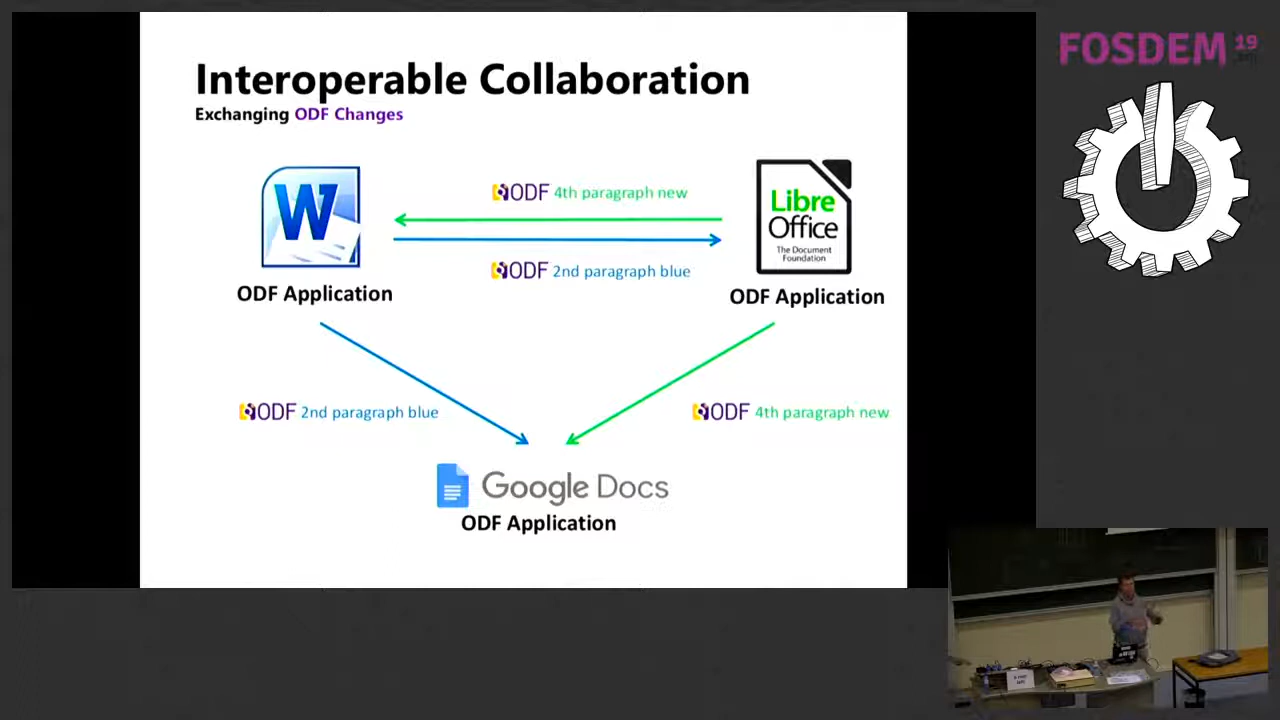 Interoperable Collaboration
Exchanging ODF Changes
FOSDEM 19
W
ODF 4th paragraph new
ODF 2nd paragraph blue
Libre
Office
The Document
Foundation
ODF Application
ODF Application
ODF 2nd paragraph blue
ODF 4th paragraph new
Google Docs
ODF Application